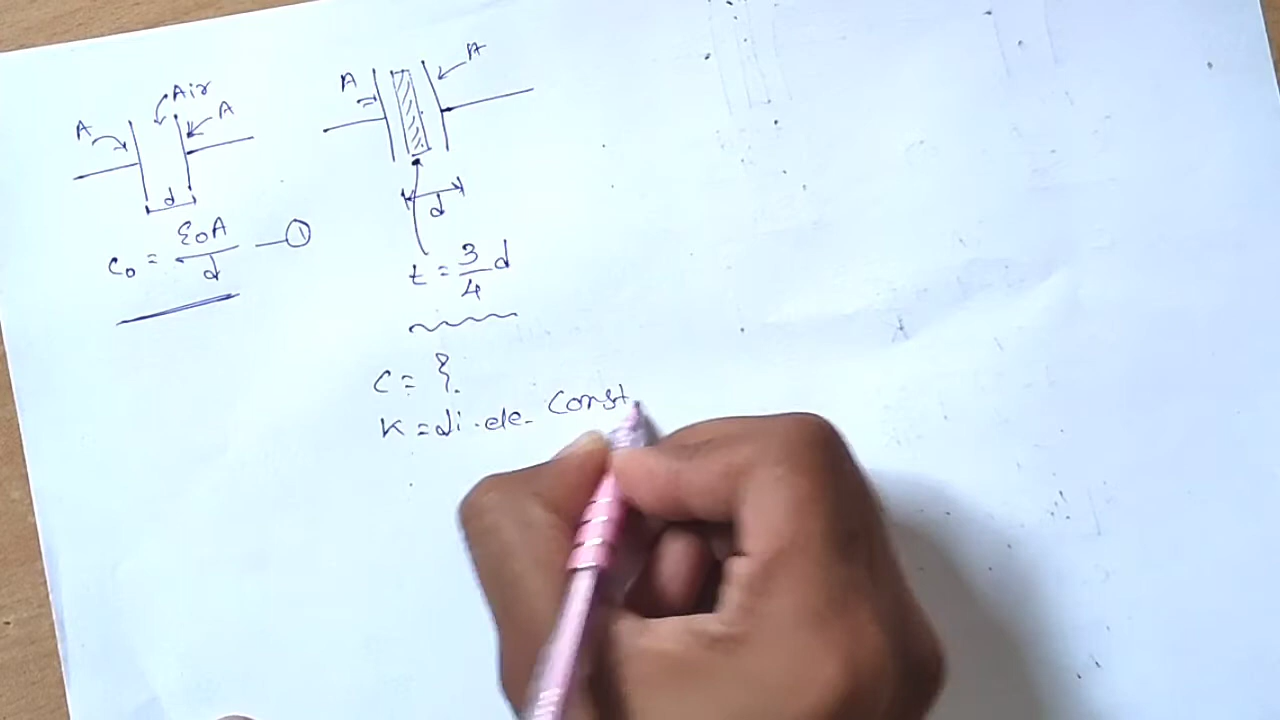 Air
A
A
d
C₀ = ε₀A/d — ①
A
A
d
t = 3/4 d
C = ?
K = di.ele. Const